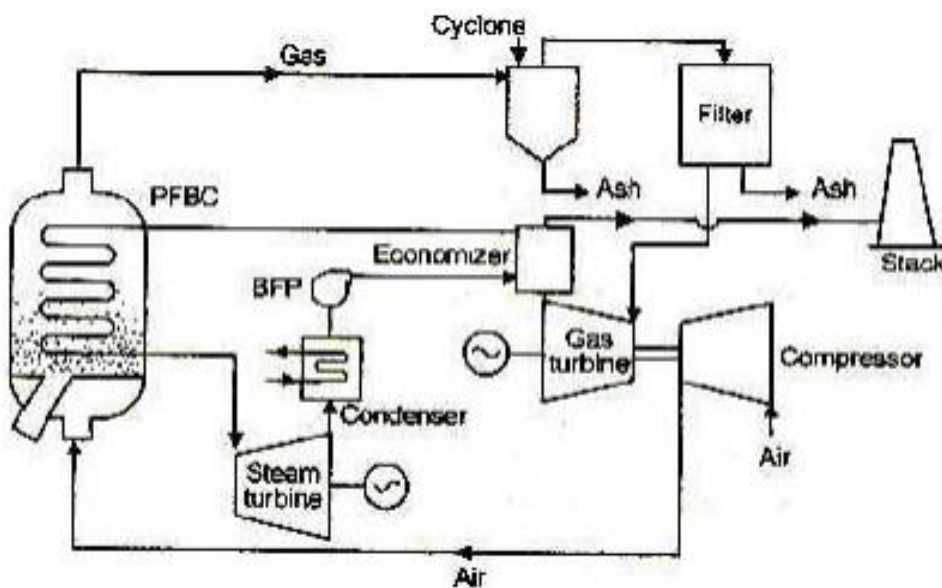 Cyclone
Gas
Filter
PFBC
Ash
Ash
Economizer
Stack
BFP
Gas
turbine
Compressor
Condenser
Air
Steam
turbine
Air